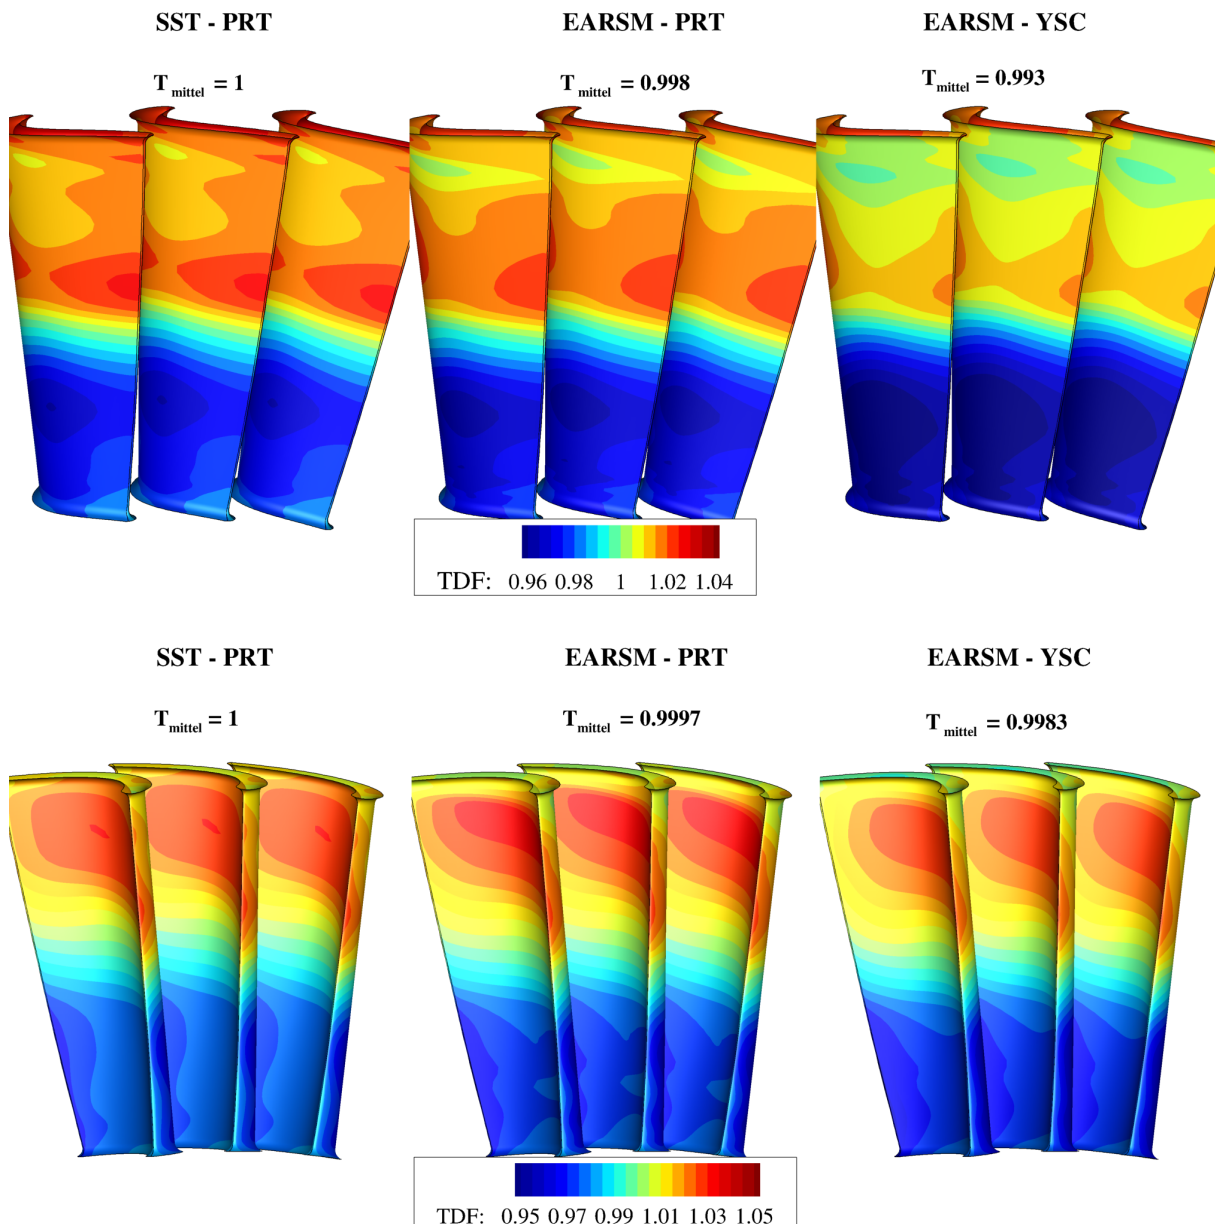 SST - PRT EARSM - PRT EARSM - YSC
T mittel = 1 T mittel = 0.998 T mittel = 0.993
TDF: 0.96 0.98 1 1.02 1.04
SST - PRT EARSM - PRT EARSM - YSC
T mittel = 1 T mittel = 0.9997 T mittel = 0.9983
TDF: 0.95 0.97 0.99 1.01 1.03 1.05